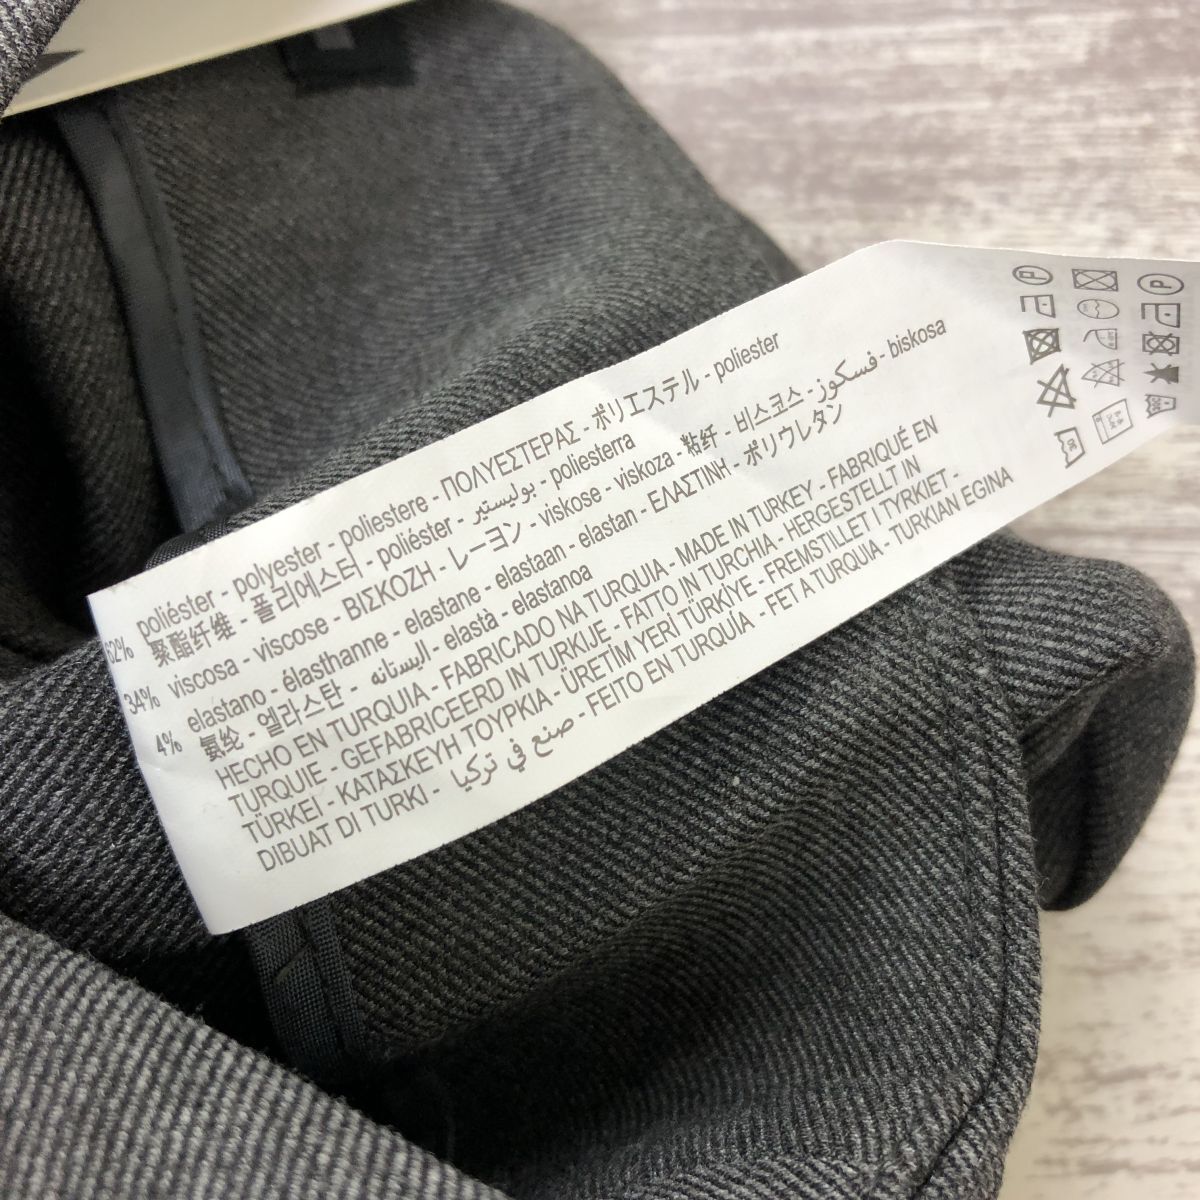 62% poliéster - polyester - poliestere - ΠΟΛΥΕΣΤΕΡΑΣ - ポリエステル - poliester
聚酯纤维 - 폴리에스터 - poliéster - بوليستير - poliesterra
34% viscosa - viscose - ΒΙΣΚΟΖΗ - レーヨン - viskose - viskoza - 粘纤 - 비스코스 - فسكوز - biskosa
4% elastano - élasthanne - elastane - elastaan - elastan - ΕΛΑΣΤΙΝΗ - ポリウレタン
氨纶 - 엘라스탄 - ايلستانه - elastà - elastanoa
HECHO EN TURQUIA - FABRICADO NA TURQUIA - MADE IN TURKEY - FABRIQUÉ EN
TURQUIE - GEFABRICEERD IN TURKIJE - FATTO IN TURCHIA - HERGESTELLT IN
TÜRKEI - ΚΑΤΑΣΚΕΥΗ ΤΟΥΡΚΙΑ - ÜRETİM YERİ TÜRKİYE - FREMSTILLET I TYRKIET -
DIBUAT DI TURKI - صنع في تركيا - FEITO EN TURQUÍA - FET A TURQUIA - TURKIAN EGINA
P
P